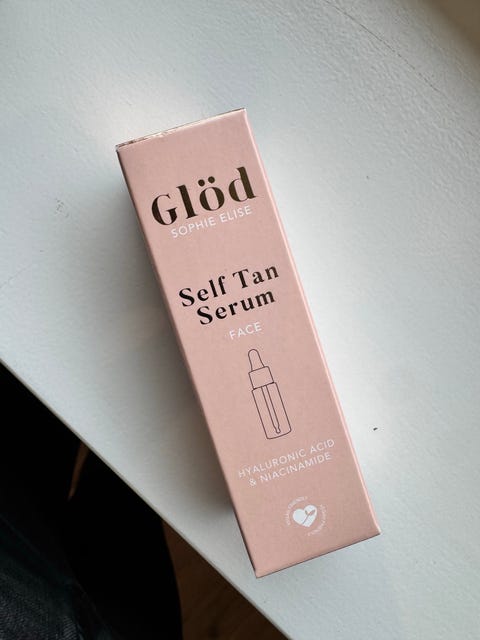 Glöd
SOPHIE ELISE
Self Tan
Serum
FACE
HYALURONIC ACID
& NIACINAMIDE